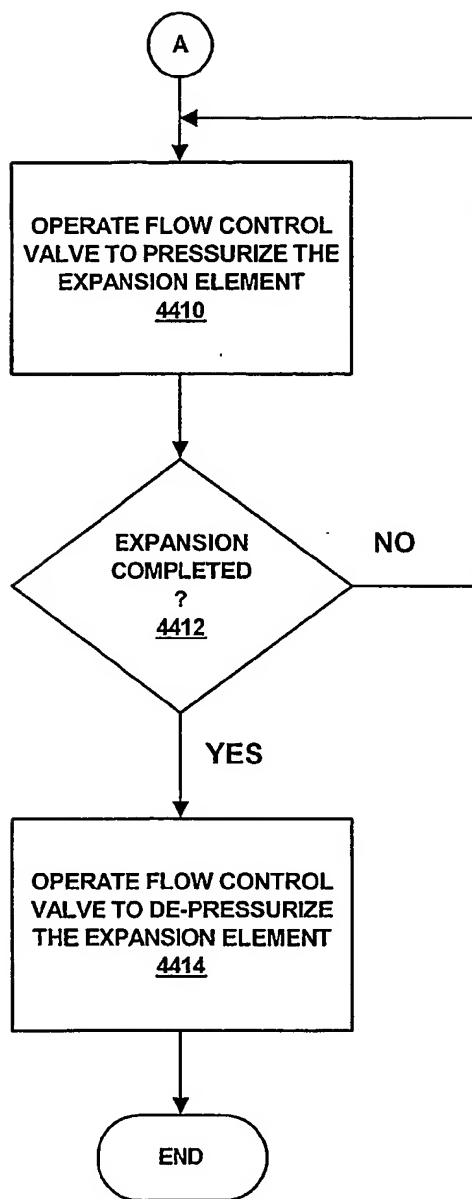 A
OPERATE FLOW CONTROL
VALVE TO PRESSURIZE THE
EXPANSION ELEMENT
4410
EXPANSION
COMPLETED
?
4412
NO
YES
OPERATE FLOW CONTROL
VALVE TO DE-PRESSURIZE
THE EXPANSION ELEMENT
4414
END